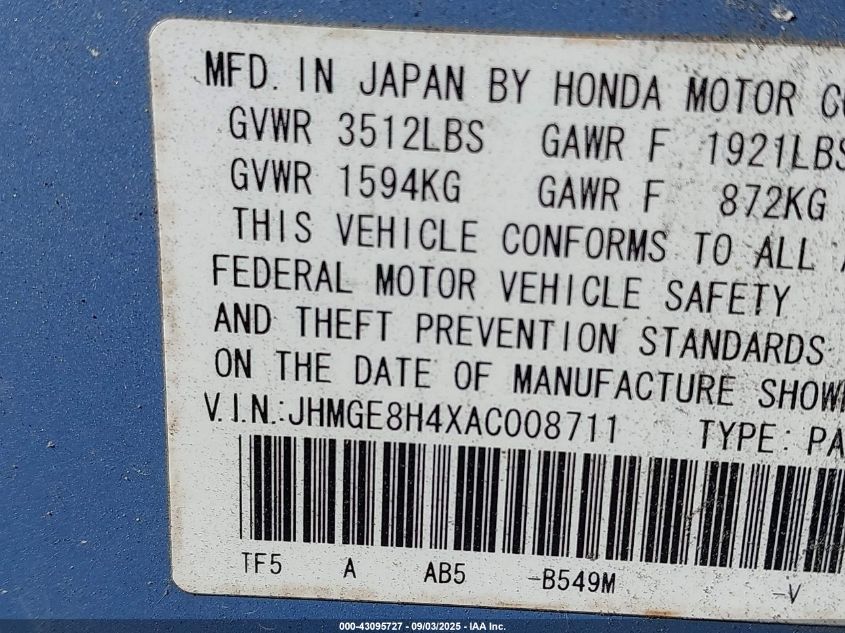 MFD. IN JAPAN BY HONDA MOTOR CO
GVWR 3512LBS GAWR F 1921LBS
GVWR 1594KG GAWR F 872KG
THIS VEHICLE CONFORMS TO ALL A
FEDERAL MOTOR VEHICLE SAFETY
AND THEFT PREVENTION STANDARDS
ON THE DATE OF MANUFACTURE SHOW
V.I.N.:JHMGE8H4XAC008711 TYPE: PA
TF5 A AB5 -B549M -V
000-43095727 - 09/03/2025 - IAA Inc.